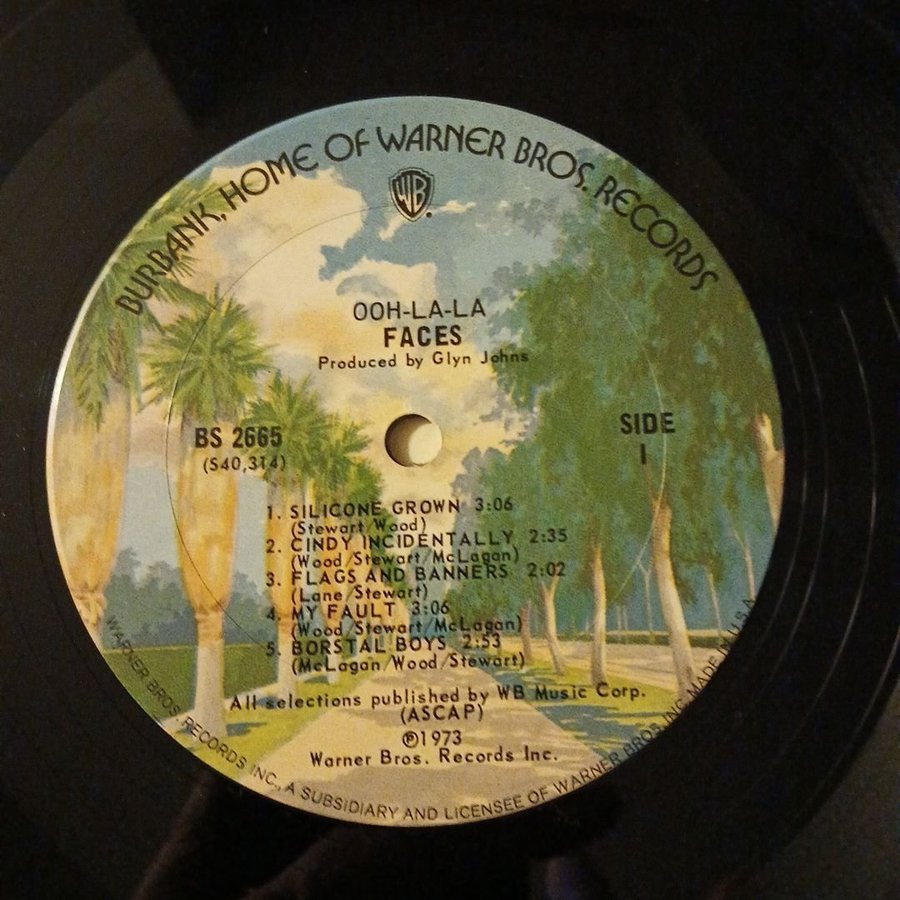 BURBANK, HOME OF WARNER BROS. RECORDS
WB
OOH-LA-LA
FACES
Produced by Glyn Johns
BS 2665
(S40,314)
SIDE
1
1. SILICONE GROWN 3:06
(Stewart/Wood)
2. CINDY INCIDENTALLY 2:35
(Wood/Stewart/McLagan)
3. FLAGS AND BANNERS 2:02
(Lane/Stewart)
4. MY FAULT 3:06
(Wood/Stewart/McLagan)
5. BORSTAL BOYS 2:53
(McLagan/Wood/Stewart)
All selections published by WB Music Corp.
(ASCAP)
℗1973
Warner Bros. Records Inc.
WARNER BROS. RECORDS INC., A SUBSIDIARY AND LICENSEE OF WARNER BROS. INC. MADE IN U.S.A.